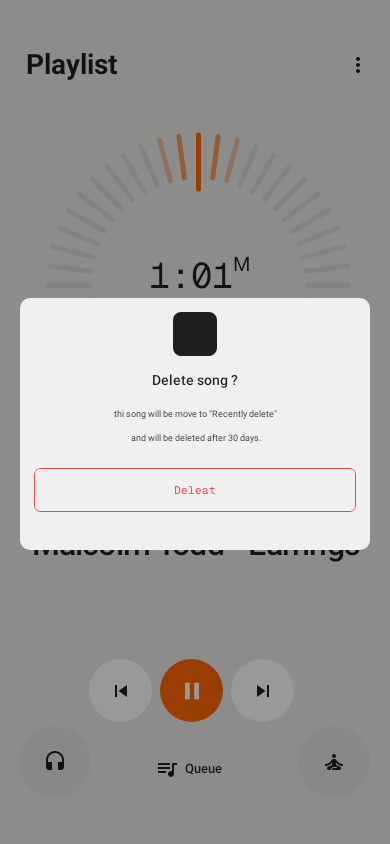 Playlist
1:01M
Delete song ?
thi song will be move to "Recently delete"
and will be deleted after 30 days.
Deleat
Malcolm Todd - Earrings
Queue